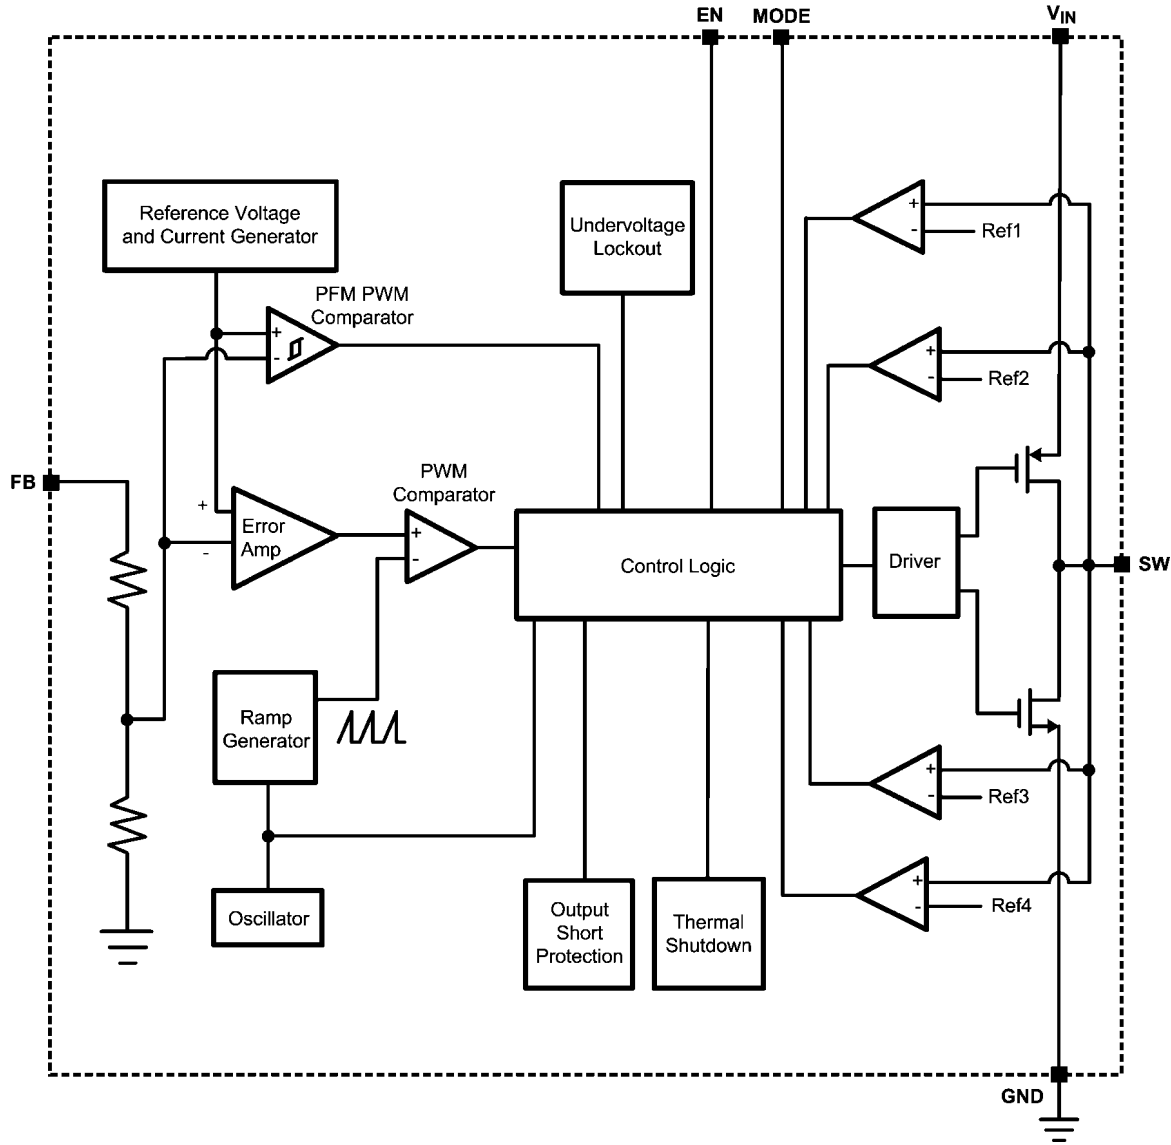 EN
MODE
VIN
Reference Voltage
and Current Generator
Undervoltage
Lockout
+
-
Ref1
PFM PWM
Comparator
+
-
+
-
Ref2
FB
PWM
Comparator
+
-
Error
Amp
+
-
Control Logic
Driver
SW
Ramp
Generator
+
-
Ref3
Oscillator
Output
Short
Protection
Thermal
Shutdown
+
-
Ref4
GND